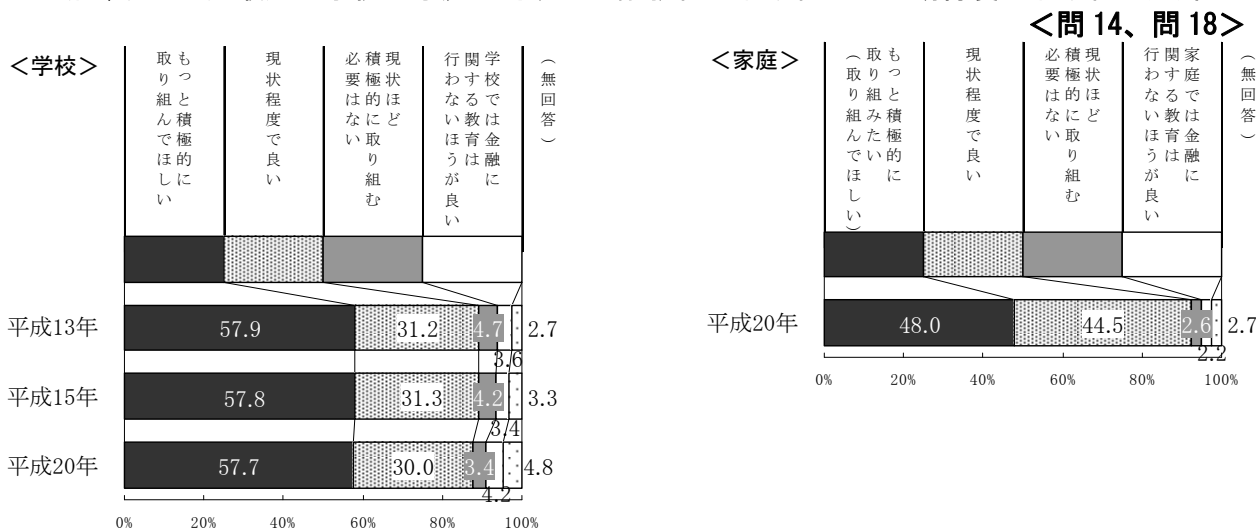 <問 14、問 18>
<学校>
もっと積極的に
取り組んでほしい
現状程度で良い
現状ほど
積極的に取り組む
必要はない
学校では金融に
関する教育は
行わないほうが良い
(無回答)
平成13年 57.9 31.2 4.7 2.7
3.6
平成15年 57.8 31.3 4.2 3.3
3.4
平成20年 57.7 30.0 3.4 4.8
4.2
0% 20% 40% 60% 80% 100%
<家庭>
もっと積極的に
取り組みたい
(取り組んでほしい)
現状程度で良い
現状ほど
積極的に取り組む
必要はない
家庭では金融に
関する教育は
行わないほうが良い
(無回答)
平成20年 48.0 44.5 2.6 2.7
2.2
0% 20% 40% 60% 80% 100%